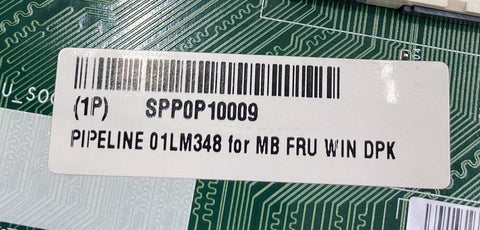 (1P) SPP0P10009
PIPELINE 01LM348 for MB FRU WIN DPK